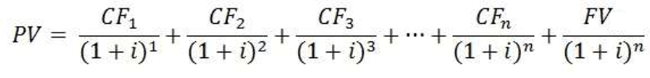 PV = CF₁/(1 + i)¹ + CF₂/(1 + i)² + CF₃/(1 + i)³ + ⋯ + CFₙ/(1 + i)ⁿ + FV/(1 + i)ⁿ